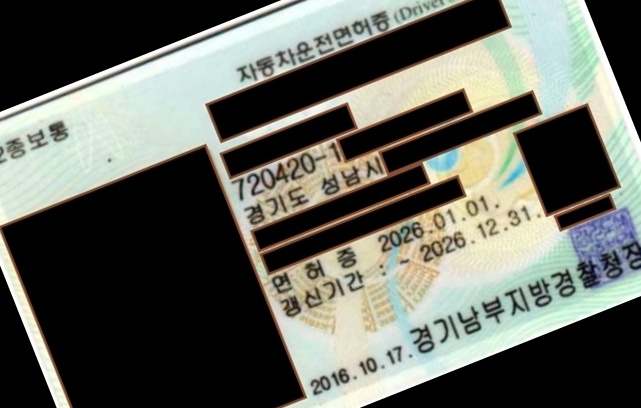 자동차운전면허증 (Driver
2종보통
720420-1
경기도 성남시
면 허 증 2026.01.01.
갱신기간 : ~ 2026.12.31.
2016.10.17. 경기남부지방경찰청장